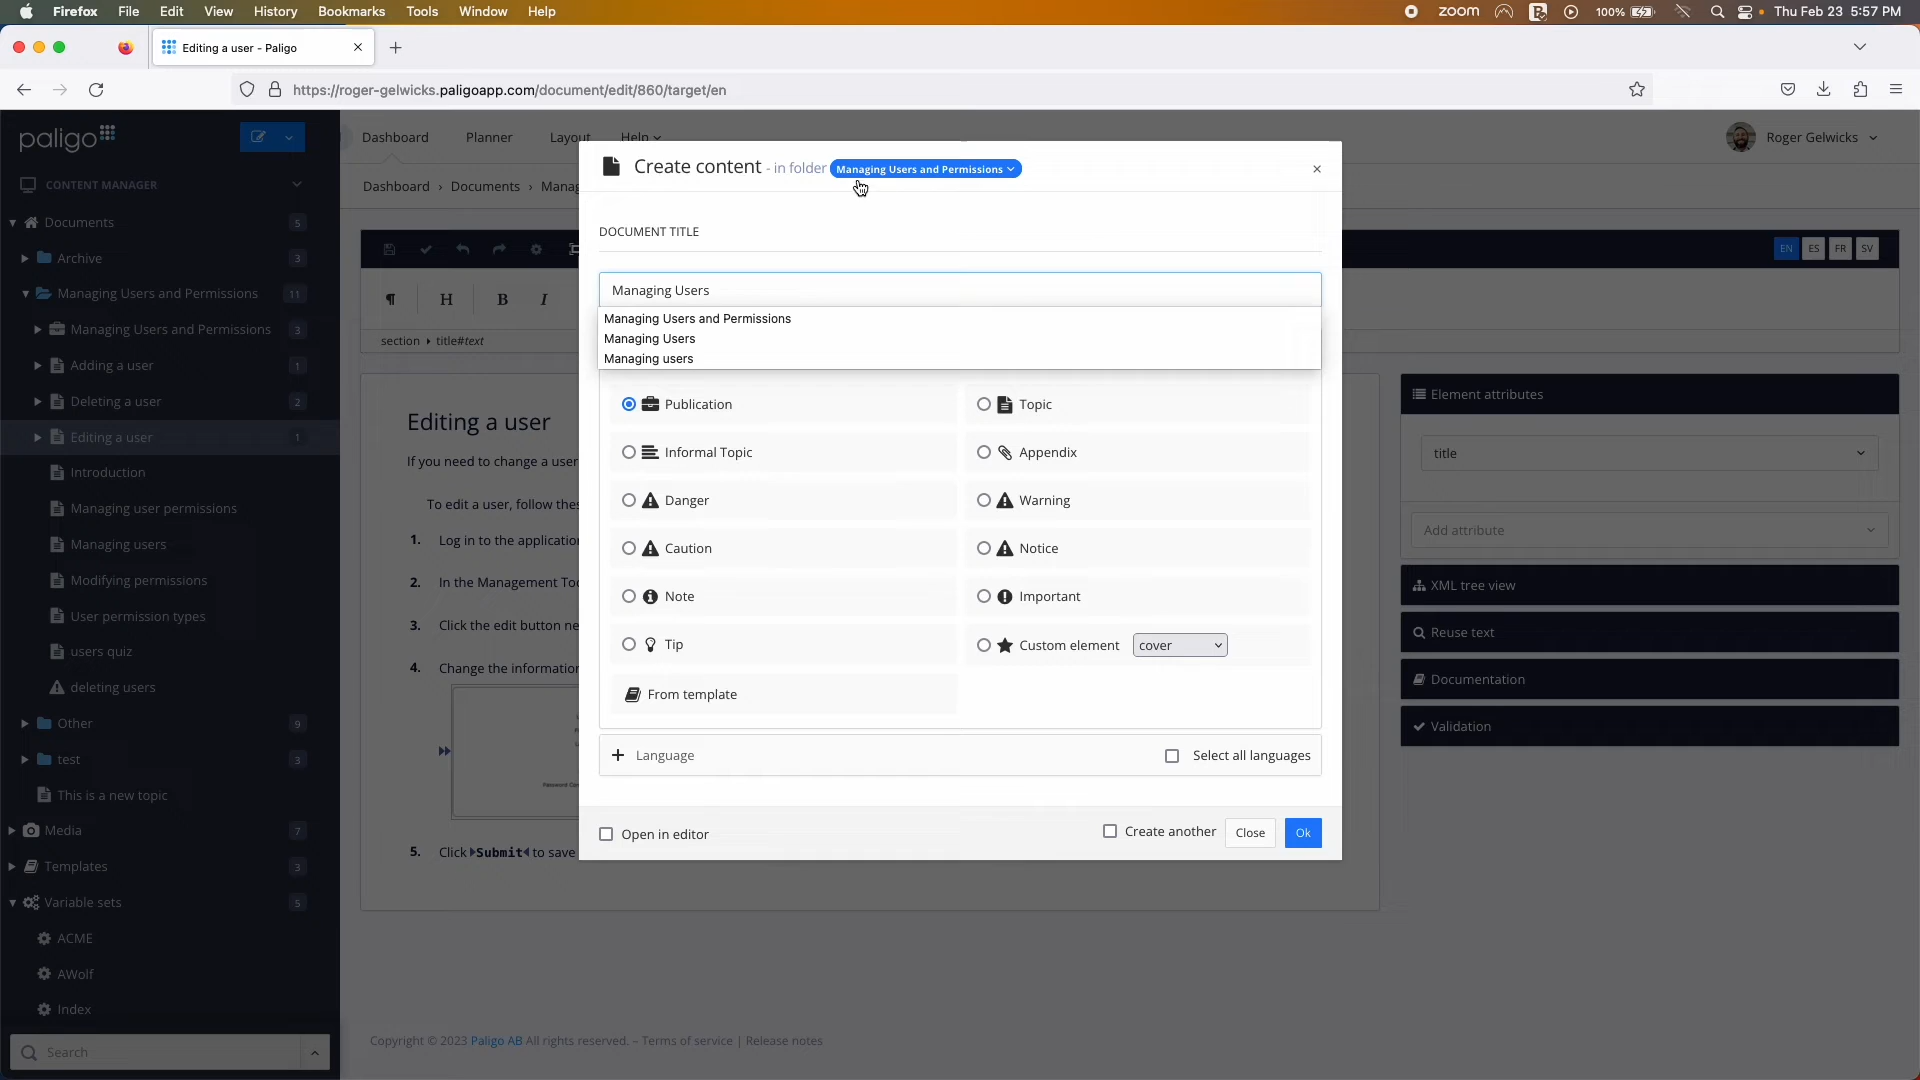 Firefox File Edit View History Bookmarks Tools Window Help
zoom 100% Thu Feb 23 5:57 PM
Editing a user - Paligo
https://roger-gelwicks.paligoapp.com/document/edit/860/target/en
paligo
Dashboard Planner Layout Help
Roger Gelwicks
CONTENT MANAGER
Documents 5
Archive 3
Managing Users and Permissions 11
Managing Users and Permissions 3
Adding a user 1
Deleting a user 2
Editing a user 1
Introduction
Managing user permissions
Managing users
Modifying permissions
User permission types
users quiz
deleting users
Other 9
test 3
This is a new topic
Media 7
Templates 3
Variable sets 5
ACME
AWolf
Index
Search
Dashboard › Documents › Manag
EN ES FR SV
¶ H B I
section title#text
Editing a user
If you need to change a user
To edit a user, follow thes
1. Log in to the application
2. In the Management Too
3. Click the edit button ne
4. Change the information
5. Click Submit to save
Create content - in folder Managing Users and Permissions
×
DOCUMENT TITLE
Managing Users
Managing Users and Permissions
Managing Users
Managing users
Publication
Topic
Informal Topic
Appendix
Danger
Warning
Caution
Notice
Note
Important
Tip
Custom element cover
From template
+ Language
Select all languages
Open in editor
Create another Close Ok
Element attributes
title
Add attribute
XML tree view
Reuse text
Documentation
Validation
Copyright © 2023 Paligo AB All rights reserved. – Terms of service | Release notes